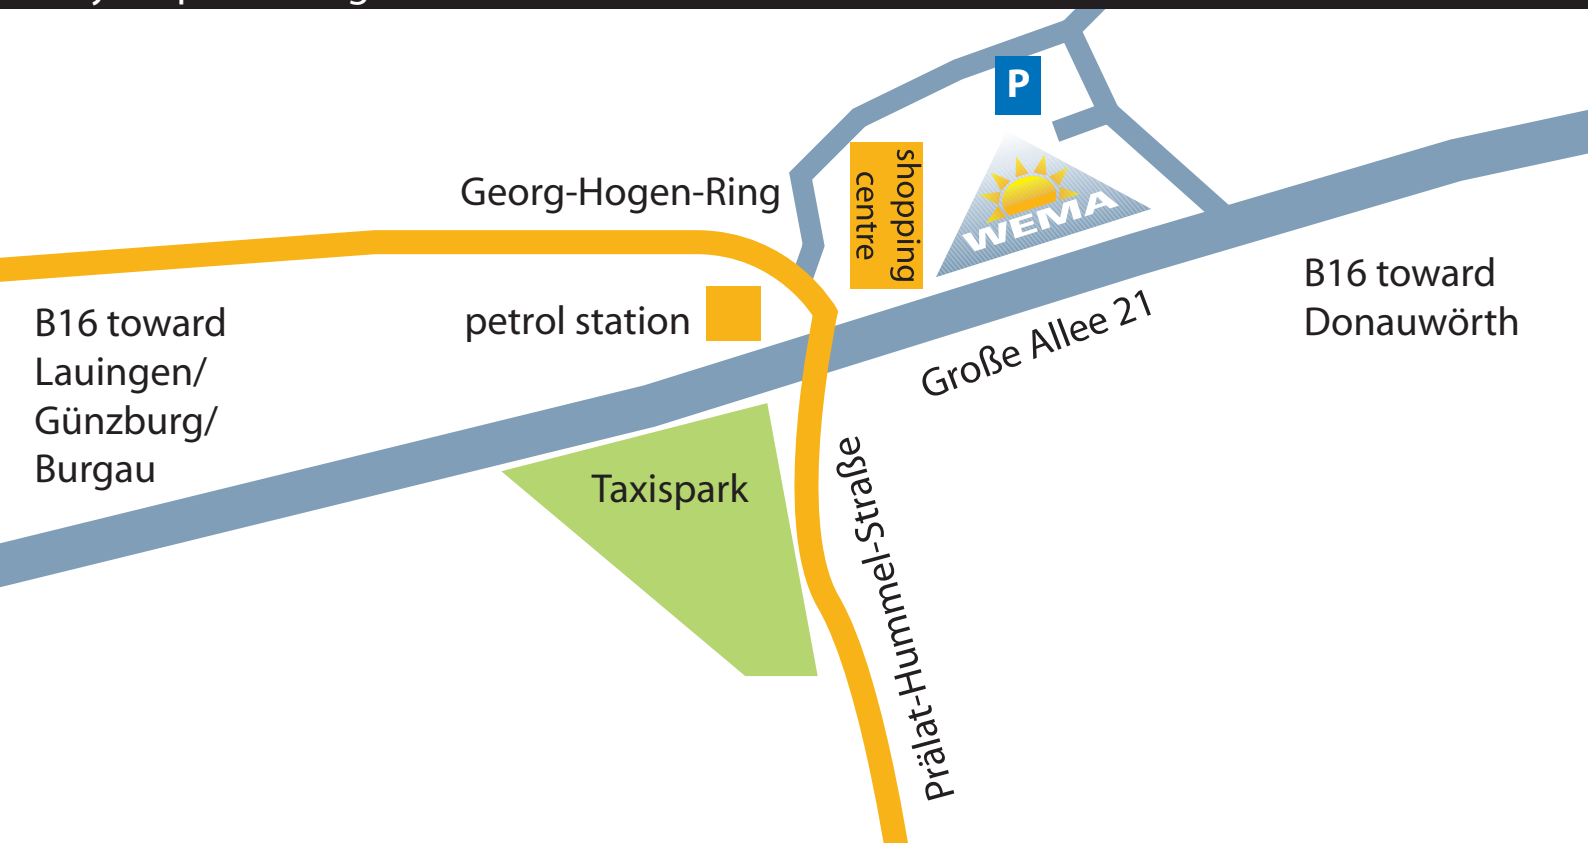 P
shopping
centre
WEMA
Georg-Hogen-Ring
B16 toward
Donauwörth
B16 toward
Lauingen/
Günzburg/
Burgau
petrol station
Große Allee 21
Taxispark
Prälat-Hummel-Straße